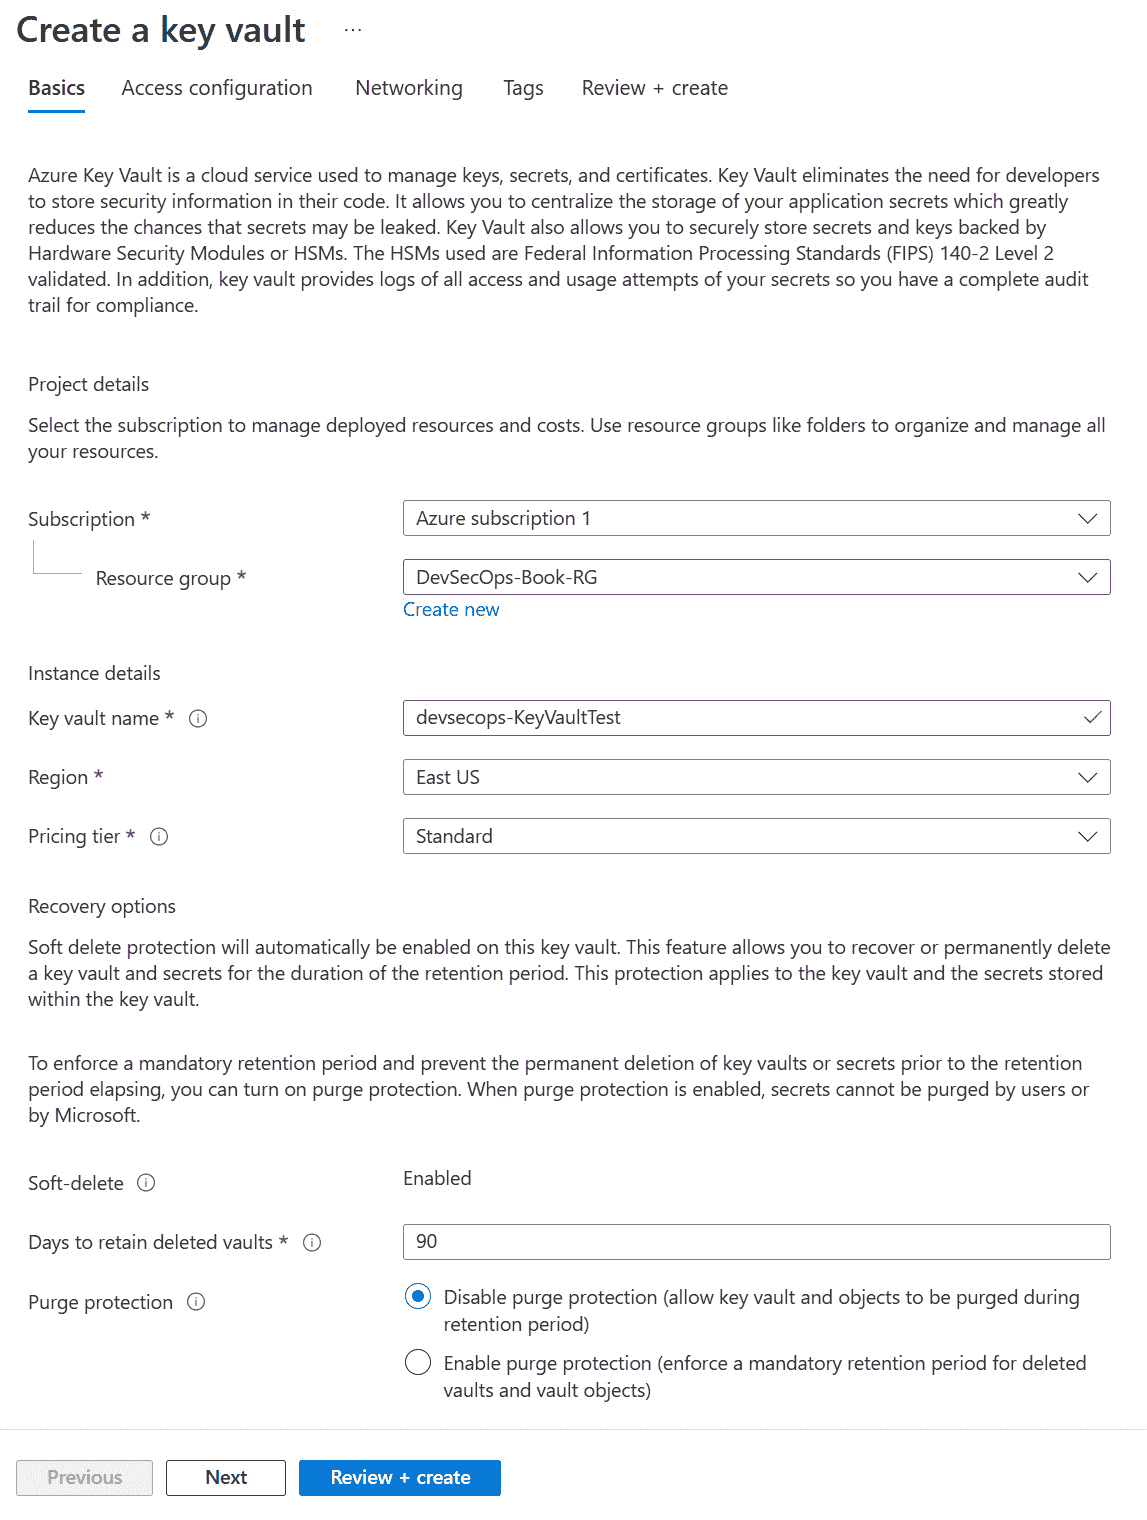 Create a key vault ...
Basics Access configuration Networking Tags Review + create
Azure Key Vault is a cloud service used to manage keys, secrets, and certificates. Key Vault eliminates the need for developers
to store security information in their code. It allows you to centralize the storage of your application secrets which greatly
reduces the chances that secrets may be leaked. Key Vault also allows you to securely store secrets and keys backed by
Hardware Security Modules or HSMs. The HSMs used are Federal Information Processing Standards (FIPS) 140-2 Level 2
validated. In addition, key vault provides logs of all access and usage attempts of your secrets so you have a complete audit
trail for compliance.
Project details
Select the subscription to manage deployed resources and costs. Use resource groups like folders to organize and manage all
your resources.
Subscription * Azure subscription 1
Resource group * DevSecOps-Book-RG
Create new
Instance details
Key vault name * devsecops-KeyVaultTest
Region * East US
Pricing tier * Standard
Recovery options
Soft delete protection will automatically be enabled on this key vault. This feature allows you to recover or permanently delete
a key vault and secrets for the duration of the retention period. This protection applies to the key vault and the secrets stored
within the key vault.
To enforce a mandatory retention period and prevent the permanent deletion of key vaults or secrets prior to the retention
period elapsing, you can turn on purge protection. When purge protection is enabled, secrets cannot be purged by users or
by Microsoft.
Soft-delete Enabled
Days to retain deleted vaults * 90
Purge protection Disable purge protection (allow key vault and objects to be purged during
retention period)
Enable purge protection (enforce a mandatory retention period for deleted
vaults and vault objects)
Previous Next Review + create